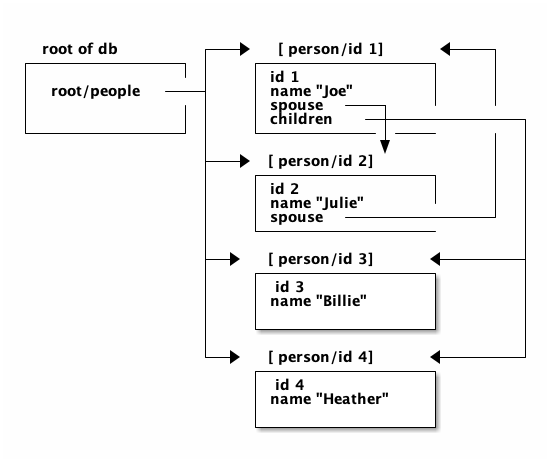 root of db
root/people
[ person/id 1]
id 1
name "Joe"
spouse
children
[ person/id 2]
id 2
name "Julie"
spouse
[ person/id 3]
id 3
name "Billie"
[ person/id 4]
id 4
name "Heather"